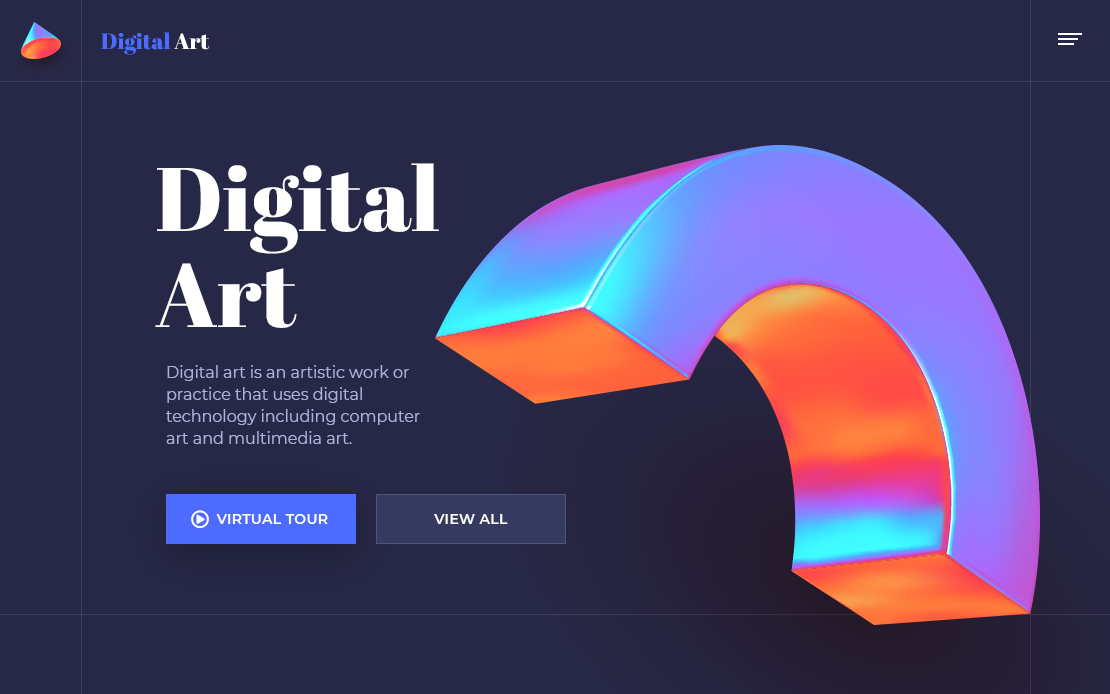 Digital Art
Digital
Art
Digital art is an artistic work or
practice that uses digital
technology including computer
art and multimedia art.
VIRTUAL TOUR
VIEW ALL